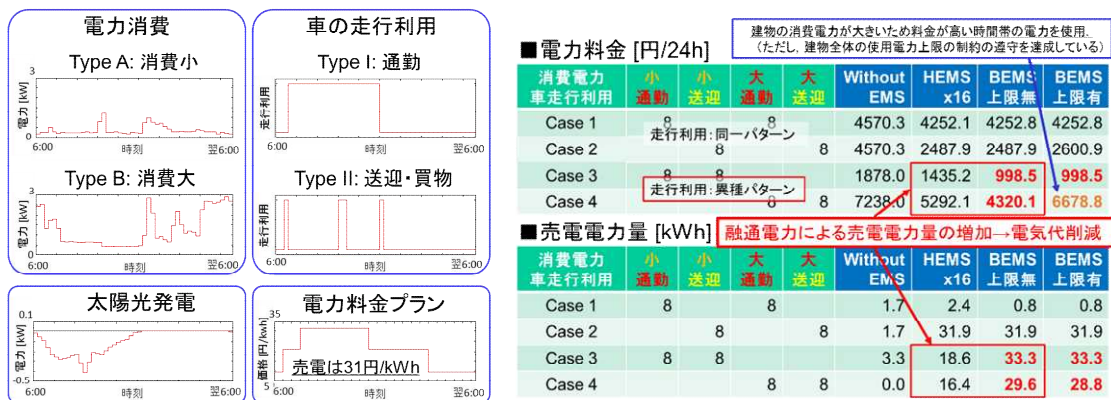 電力消費
Type A: 消費小
電力 [kW]
3
0
6:00
時刻
翌6:00
Type B: 消費大
電力 [kW]
3
0
6:00
時刻
翌6:00
車の走行利用
Type I: 通勤
走行利用
6:00
時刻
翌6:00
Type II: 送迎・買物
走行利用
6:00
時刻
翌6:00
太陽光発電
電力 [kW]
0.1
-0.5
6:00
時刻
翌6:00
電力料金プラン
価格 [円/kwh]
35
5
売電は31円/kWh
6:00
時刻
翌6:00
建物の消費電力が大きいため料金が高い時間帯の電力を使用.
(ただし, 建物全体の使用電力上限の制約の遵守を達成している)
■電力料金 [円/24h]
消費電力 小 小 大 大 Without HEMS BEMS BEMS
車走行利用 通勤 送迎 通勤 送迎 EMS x16 上限無 上限有
Case 1 8 8 4570.3 4252.1 4252.8 4252.8
走行利用:同一パターン
Case 2 8 8 4570.3 2487.9 2487.9 2600.9
Case 3 8 8 1878.0 1435.2 998.5 998.5
走行利用:異種パターン
Case 4 8 8 7238.0 5292.1 4320.1 6678.8
■売電電力量 [kWh]
融通電力による売電電力量の増加→電気代削減
消費電力 小 小 大 大 Without HEMS BEMS BEMS
車走行利用 通勤 送迎 通勤 送迎 EMS x16 上限無 上限有
Case 1 8 8 1.7 2.4 0.8 0.8
Case 2 8 8 1.7 31.9 31.9 31.9
Case 3 8 8 3.3 18.6 33.3 33.3
Case 4 8 8 0.0 16.4 29.6 28.8